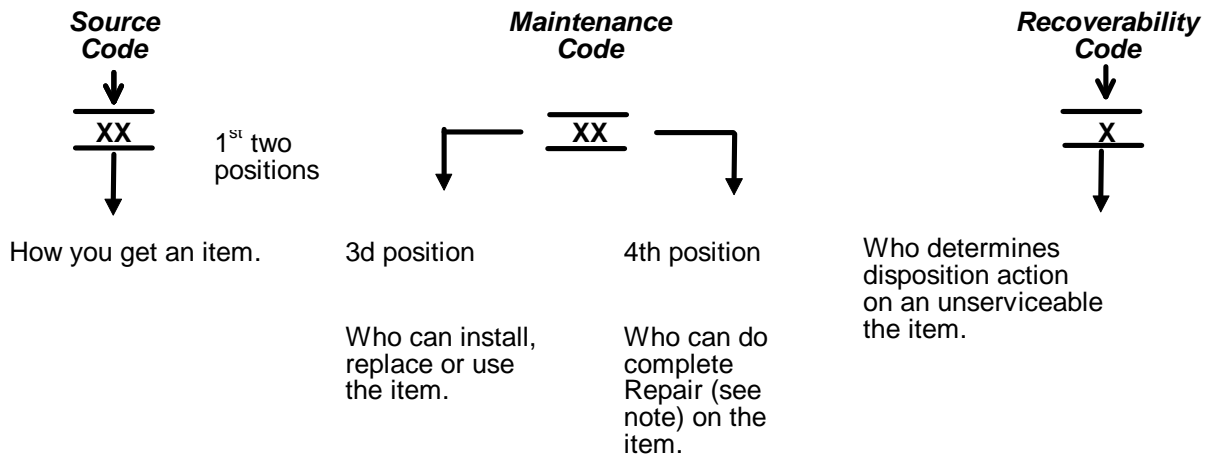 Source
Code
Maintenance
Code
Recoverability
Code
XX
1st two
positions
XX
X
How you get an item.
3d position
4th position
Who determines
disposition action
on an unserviceable
the item.
Who can install,
replace or use
the item.
Who can do
complete
Repair (see
note) on the
item.